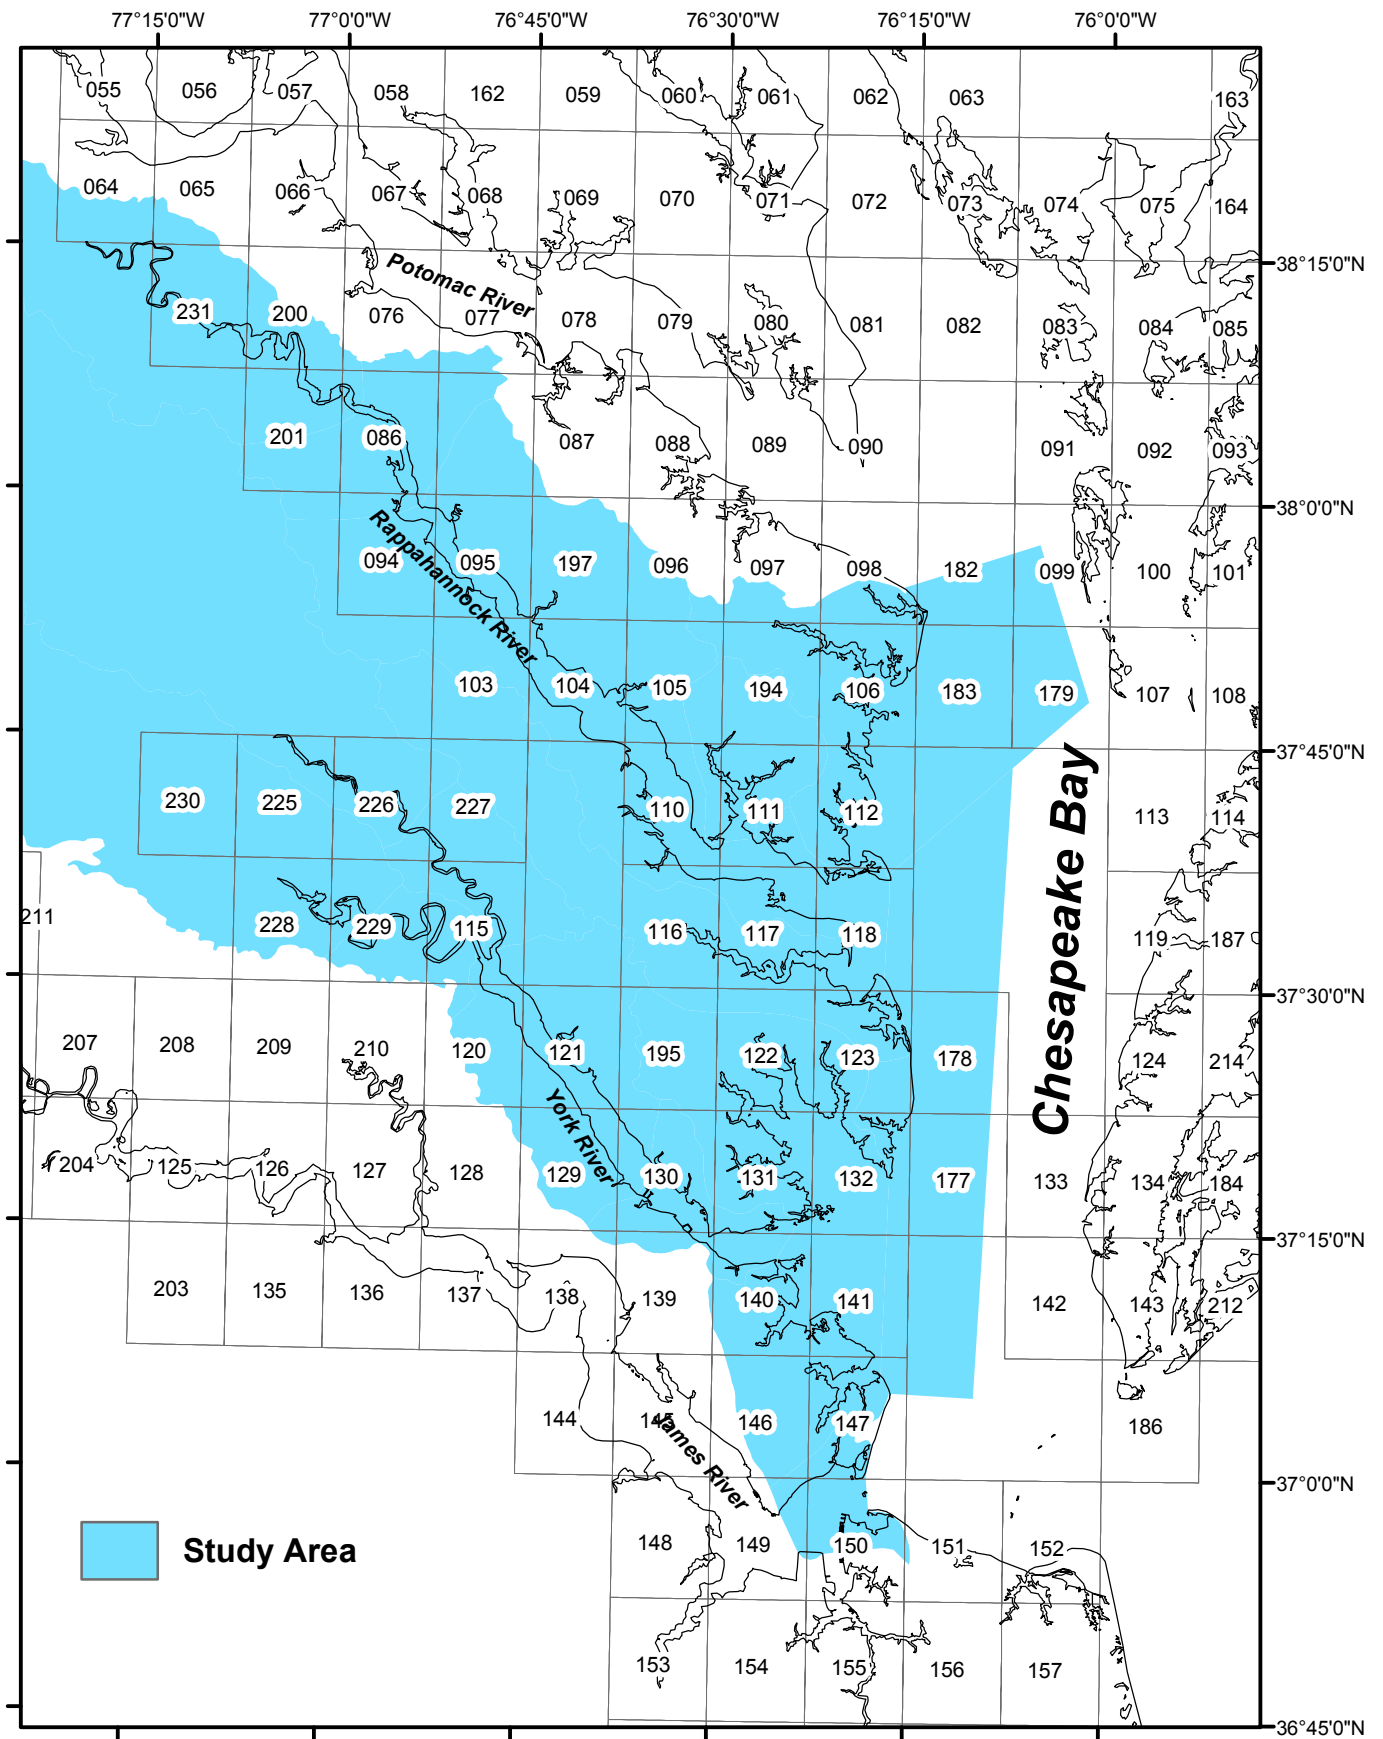 77°15'0"W 77°0'0"W 76°45'0"W 76°30'0"W 76°15'0"W 76°0'0"W
055 056 057 058 162 059 060 061 062 063 163
064 065 066 067 068 069 070 071 072 073 074 075 164
38°15'0"N
Potomac River
231 200 076 077 078 079 080 081 082 083 084 085
201 086 087 088 089 090 091 092 093
38°0'0"N
Rappahannock River
094 095 197 096 097 098 182 099 100 101
103 104 105 194 106 183 179 107 108
37°45'0"N
Chesapeake Bay
230 225 226 227 110 111 112 113 114
211 228 229 115 116 117 118 119 187
37°30'0"N
207 208 209 210 120 121 195 122 123 178 124 214
York River
204 125 126 127 128 129 130 131 132 177 133 134 184
37°15'0"N
203 135 136 137 138 139 140 141 142 143 212
144 145 146 147 186
James River
37°0'0"N
Study Area
148 149 150 151 152
153 154 155 156 157
36°45'0"N